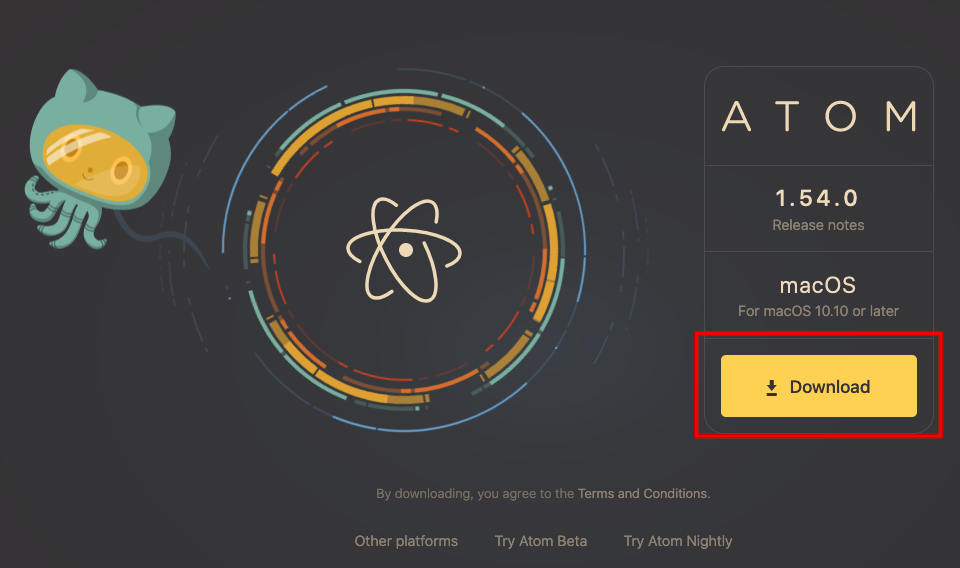 ATOM
1.54.0
Release notes
macOS
For macOS 10.10 or later
Download
By downloading, you agree to the Terms and Conditions.
Other platforms Try Atom Beta Try Atom Nightly